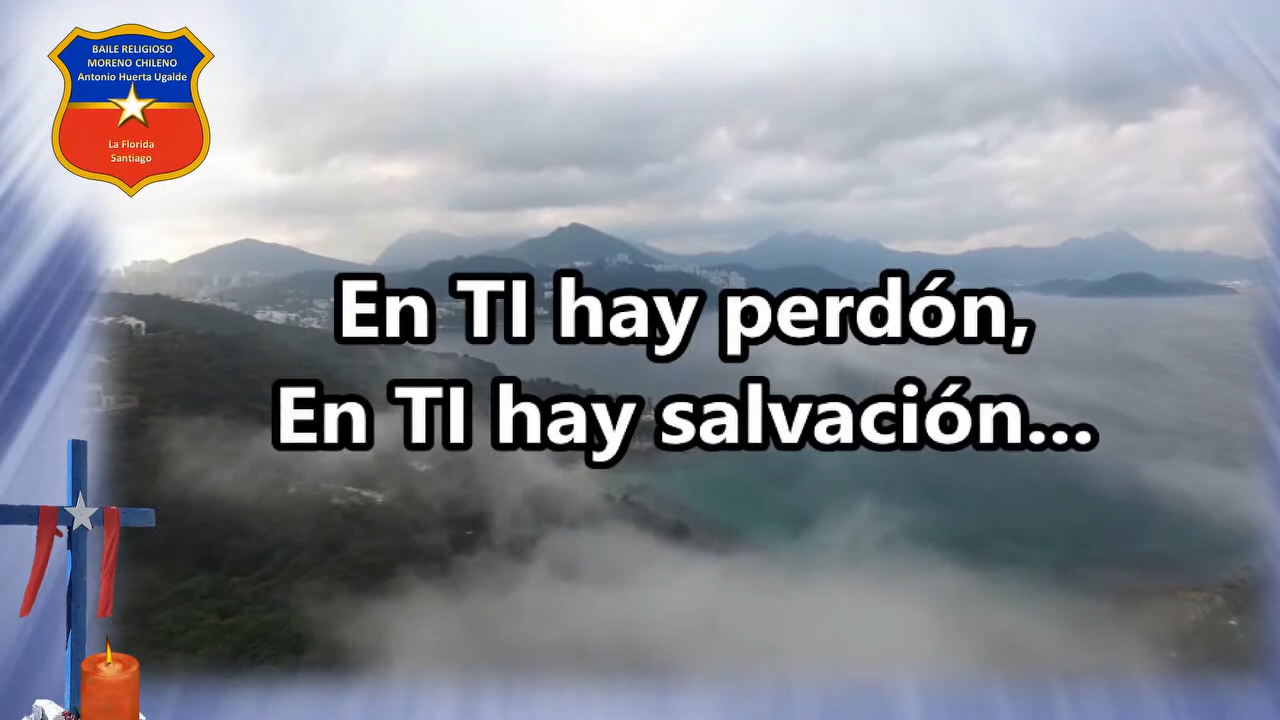 BAILE RELIGIOSO
MORENO CHILENO
Antonio Huerta Ugalde
La Florida
Santiago
En TI hay perdón,
En TI hay salvación...